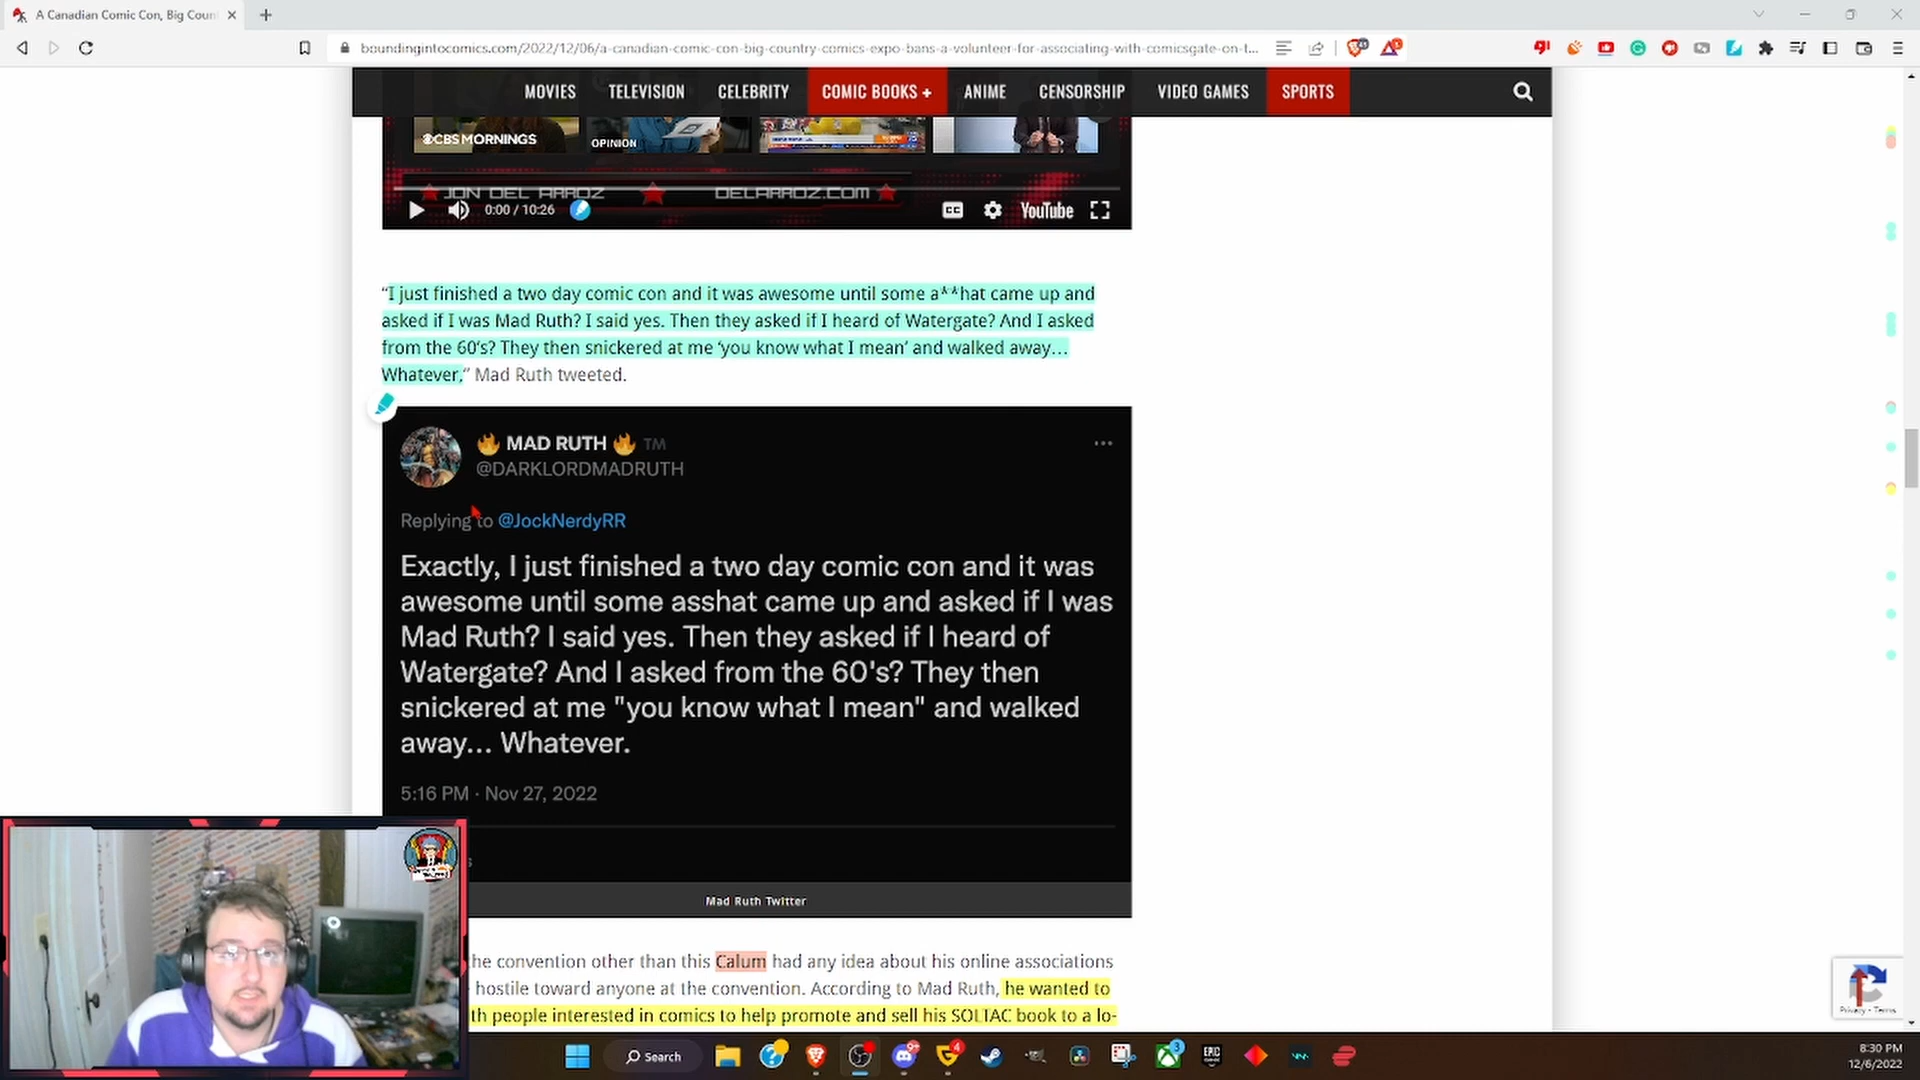 A Canadian Comic Con, Big Coun
boundingintocomics.com/2022/12/06/a-canadian-comic-con-big-country-comics-expo-bans-a-volunteer-for-associating-with-comicsgate-on-t...
MOVIES TELEVISION CELEBRITY COMIC BOOKS + ANIME CENSORSHIP VIDEO GAMES SPORTS
CBS MORNINGS
OPINION
JON DEL ARROZ DELARROZ.COM
0:00 / 10:26 CC YouTube
“I just finished a two day comic con and it was awesome until some a**hat came up and
asked if I was Mad Ruth? I said yes. Then they asked if I heard of Watergate? And I asked
from the 60’s? They then snickered at me ‘you know what I mean’ and walked away…
Whatever,” Mad Ruth tweeted.
🔥 MAD RUTH 🔥 TM
@DARKLORDMADRUTH
Replying to @JockNerdyRR
Exactly, I just finished a two day comic con and it was
awesome until some asshat came up and asked if I was
Mad Ruth? I said yes. Then they asked if I heard of
Watergate? And I asked from the 60's? They then
snickered at me "you know what I mean" and walked
away... Whatever.
5:16 PM · Nov 27, 2022
s
Mad Ruth Twitter
he convention other than this Calum had any idea about his online associations
hostile toward anyone at the convention. According to Mad Ruth, he wanted to
th people interested in comics to help promote and sell his SOLTAC book to a lo-
Privacy - Terms
Search
8:30 PM
12/6/2022